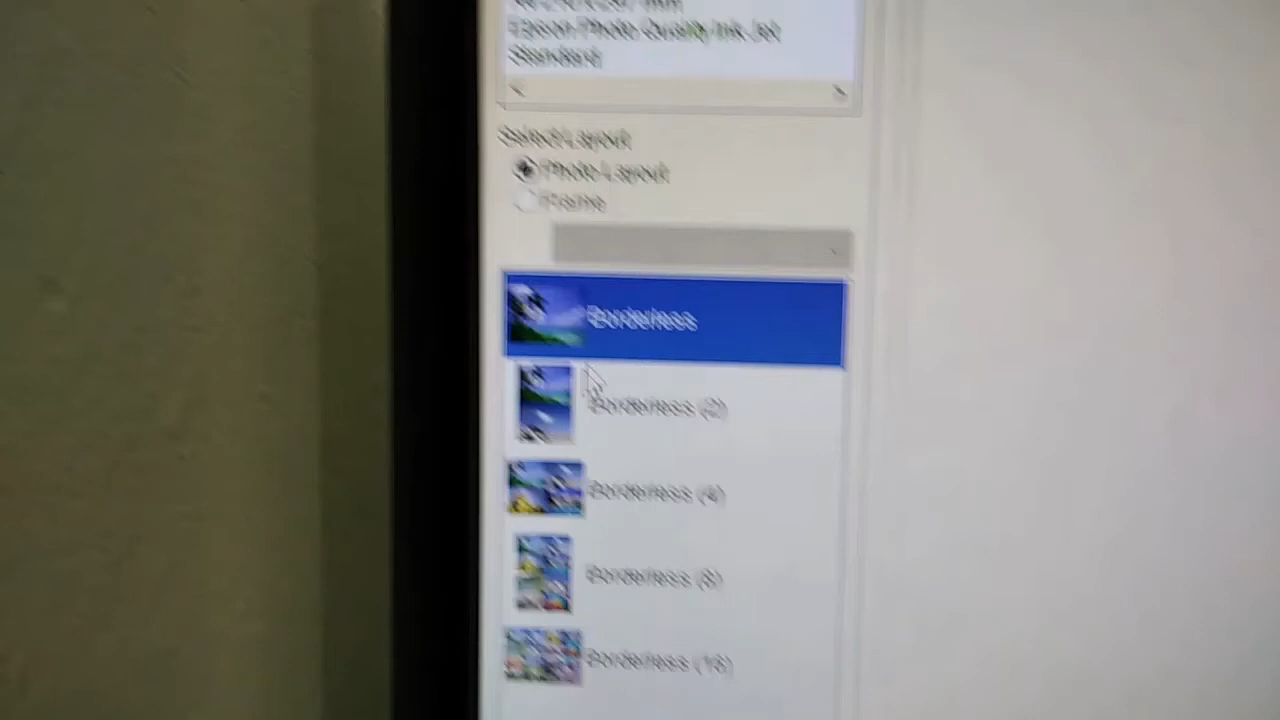 Epson Photo Quality Ink Jet
Standard
Select Layout
Photo Layout
Frame
Borderless
Borderless (2)
Borderless (4)
Borderless (8)
Borderless (16)